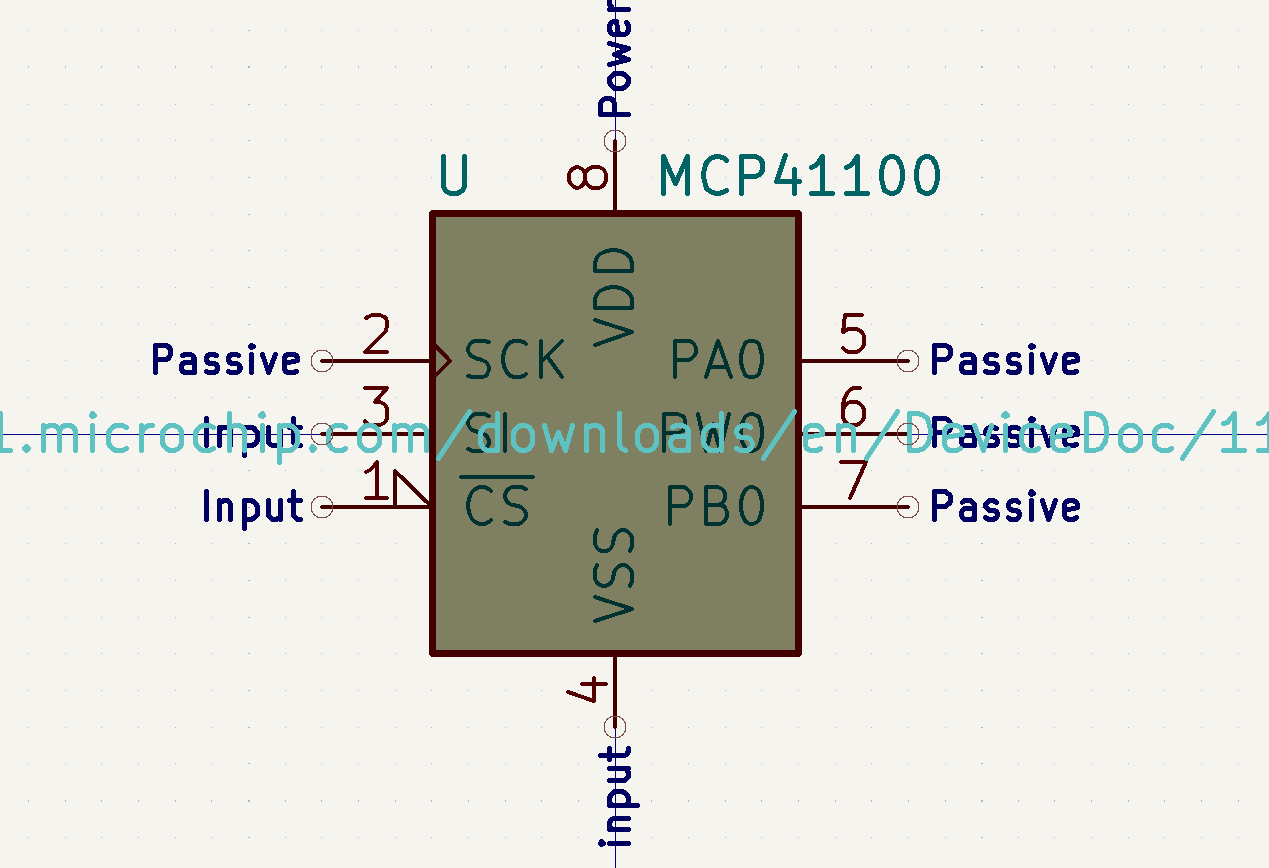 Power
8
U
MCP41100
VDD
Passive
2
SCK
PA0
5
Passive
Input
3
SI
PW0
6
Passive
1.microchip.com/downloads/en/DeviceDoc/11
Input
1
CS
PB0
7
Passive
VSS
4
input